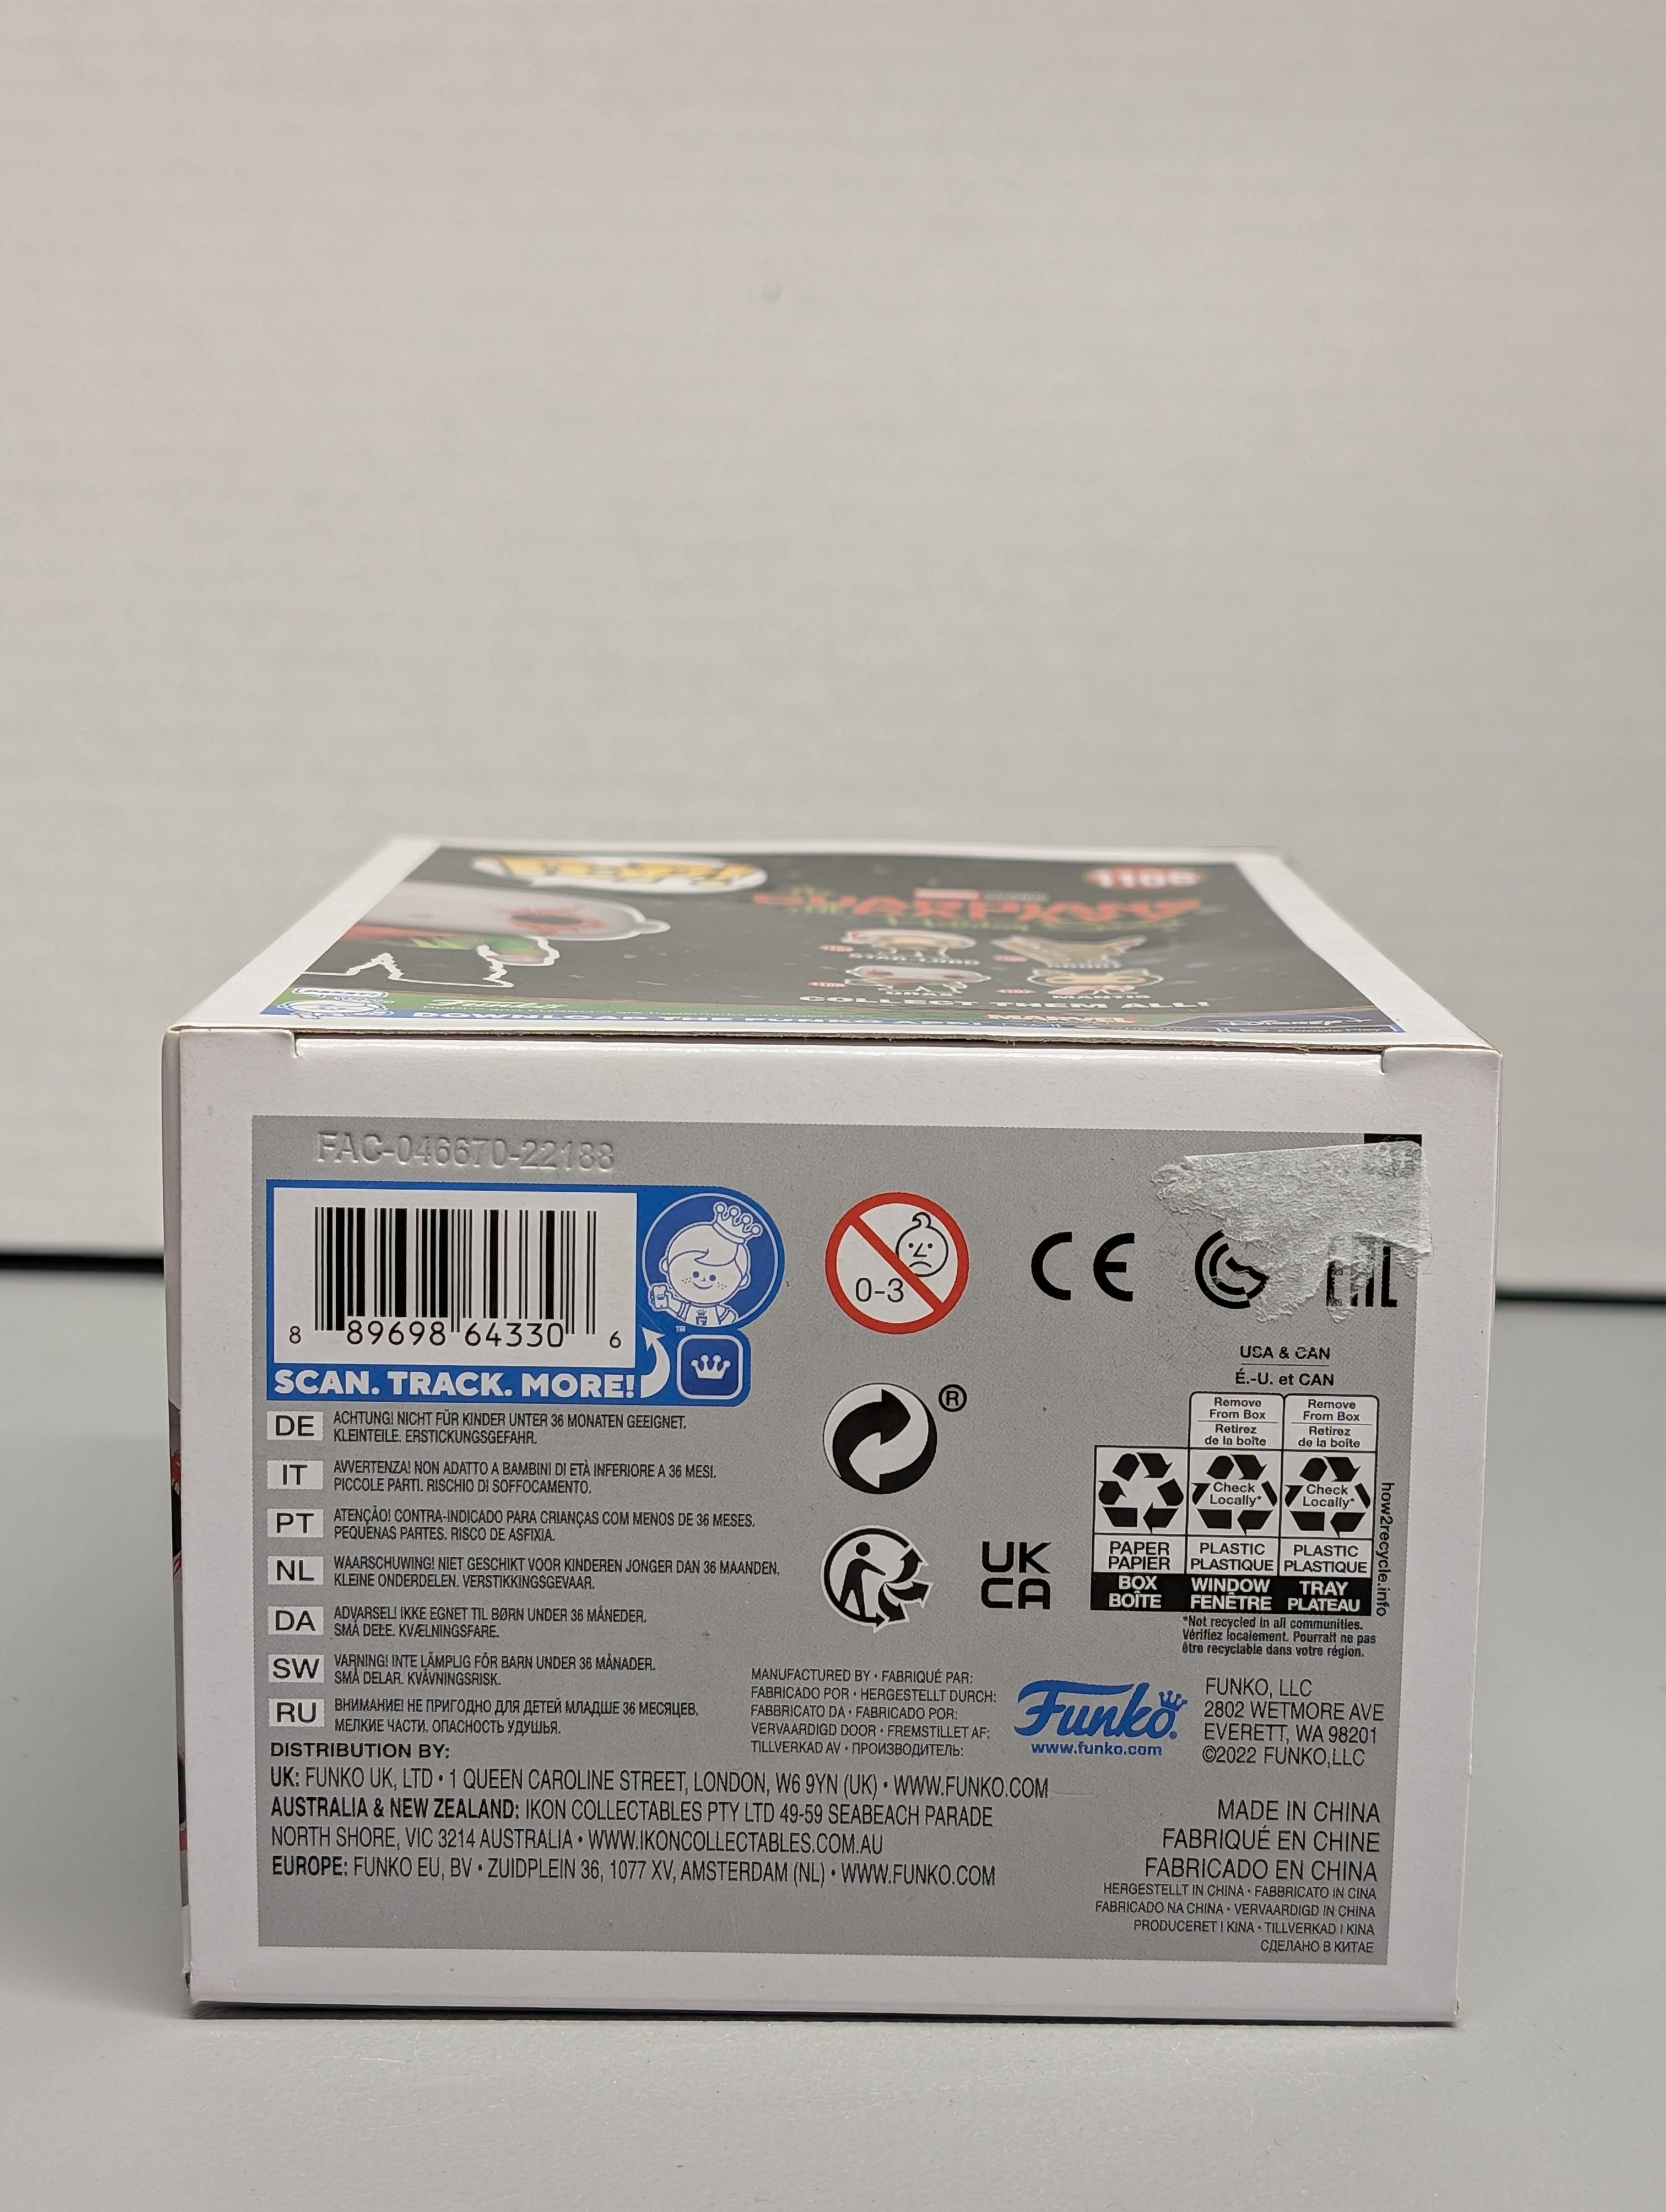 1106
GUARDIANS
STAR-LORD
DRAX
MANTIS
COLLECT THEM ALL!
Funko
DOWNLOAD THE FUNKO APP!
MARVEL
FAC-046670-22188
8 89698 64330 6
SCAN. TRACK. MORE!
TM
0-3
CE
USA & CAN
É.-U. et CAN
Remove From Box
Retirez de la boîte
Remove From Box
Retirez de la boîte
Check Locally*
Check Locally*
PAPER PAPIER
PLASTIC PLASTIQUE
PLASTIC PLASTIQUE
BOX BOÎTE
WINDOW FENÊTRE
TRAY PLATEAU
how2recycle.info
*Not recycled in all communities.
Vérifiez localement. Pourrait ne pas
être recyclable dans votre région.
®
UK
CA
DE ACHTUNG! NICHT FÜR KINDER UNTER 36 MONATEN GEEIGNET.
KLEINTEILE. ERSTICKUNGSGEFAHR.
IT AVVERTENZA! NON ADATTO A BAMBINI DI ETÀ INFERIORE A 36 MESI.
PICCOLE PARTI. RISCHIO DI SOFFOCAMENTO.
PT ATENÇÃO! CONTRA-INDICADO PARA CRIANÇAS COM MENOS DE 36 MESES.
PEQUENAS PARTES. RISCO DE ASFIXIA.
NL WAARSCHUWING! NIET GESCHIKT VOOR KINDEREN JONGER DAN 36 MAANDEN.
KLEINE ONDERDELEN. VERSTIKKINGSGEVAAR.
DA ADVARSEL! IKKE EGNET TIL BØRN UNDER 36 MÅNEDER.
SMÅ DELE. KVÆLNINGSFARE.
SW VARNING! INTE LÄMPLIG FÖR BARN UNDER 36 MÅNADER.
SMÅ DELAR. KVÄVNINGSRISK.
RU ВНИМАНИЕ! НЕ ПРИГОДНО ДЛЯ ДЕТЕЙ МЛАДШЕ 36 МЕСЯЦЕВ.
МЕЛКИЕ ЧАСТИ. ОПАСНОСТЬ УДУШЬЯ.
MANUFACTURED BY • FABRIQUÉ PAR:
FABRICADO POR • HERGESTELLT DURCH:
FABBRICATO DA • FABRICADO POR:
VERVAARDIGD DOOR • FREMSTILLET AF:
TILLVERKAD AV • ПРОИЗВОДИТЕЛЬ:
Funko®
www.funko.com
FUNKO, LLC
2802 WETMORE AVE
EVERETT, WA 98201
©2022 FUNKO,LLC
DISTRIBUTION BY:
UK: FUNKO UK, LTD • 1 QUEEN CAROLINE STREET, LONDON, W6 9YN (UK) • WWW.FUNKO.COM
AUSTRALIA & NEW ZEALAND: IKON COLLECTABLES PTY LTD 49-59 SEABEACH PARADE
NORTH SHORE, VIC 3214 AUSTRALIA • WWW.IKONCOLLECTABLES.COM.AU
EUROPE: FUNKO EU, BV • ZUIDPLEIN 36, 1077 XV, AMSTERDAM (NL) • WWW.FUNKO.COM
MADE IN CHINA
FABRIQUÉ EN CHINE
FABRICADO EN CHINA
HERGESTELLT IN CHINA • FABBRICATO IN CINA
FABRICADO NA CHINA • VERVAARDIGD IN CHINA
PRODUCERET I KINA • TILLVERKAD I KINA
СДЕЛАНО В КИТАЕ